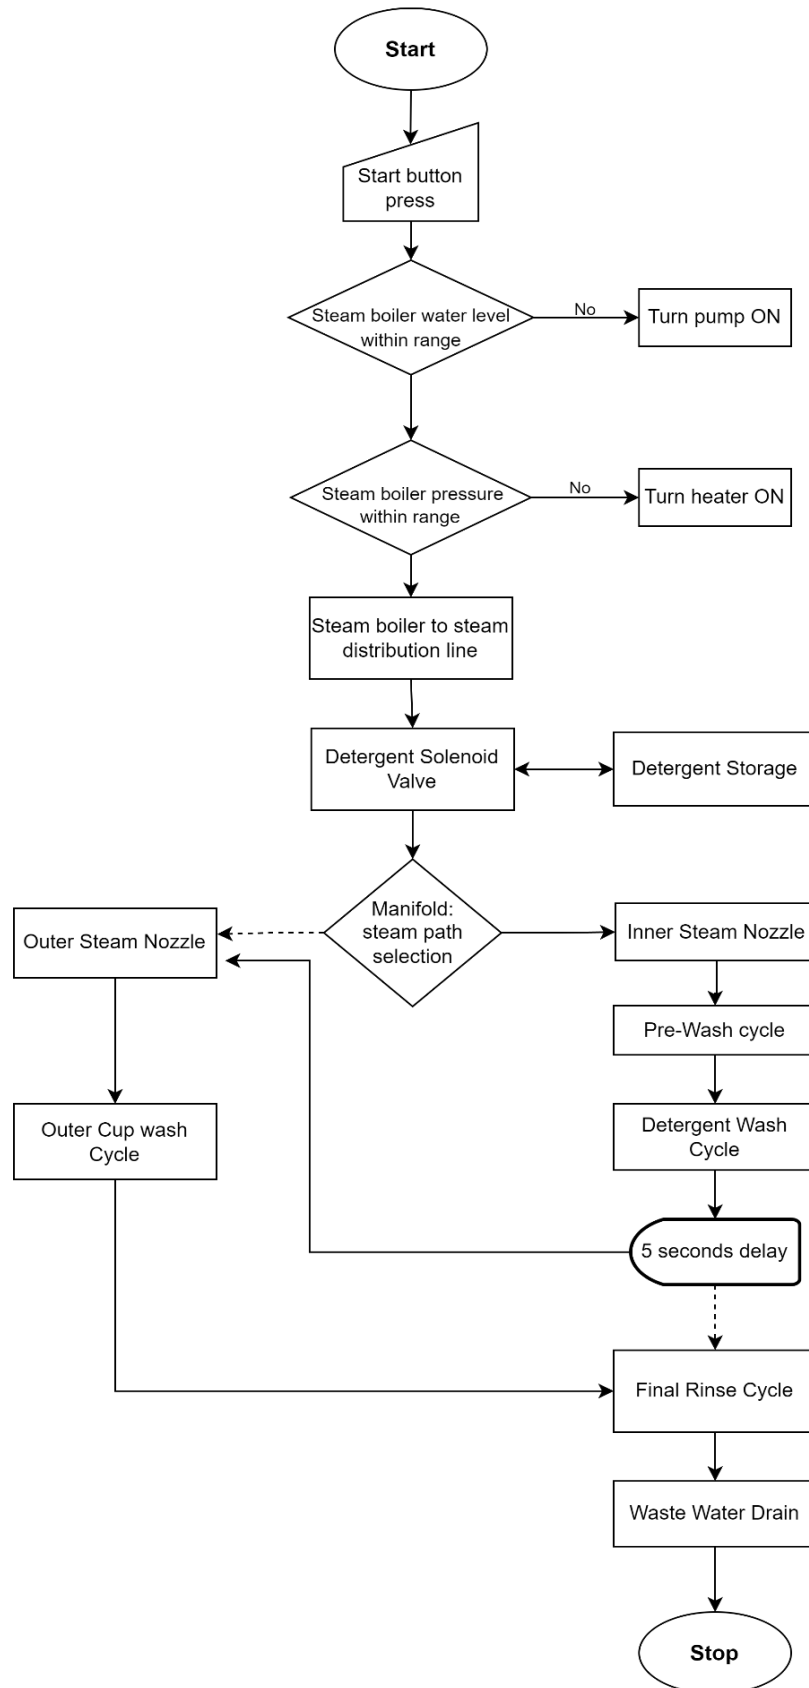 Start
Start button
press
Steam boiler water level
within range
No
Turn pump ON
Steam boiler pressure
within range
No
Turn heater ON
Steam boiler to steam
distribution line
Detergent Solenoid
Valve
Detergent Storage
Manifold:
steam path
selection
Outer Steam Nozzle
Inner Steam Nozzle
Pre-Wash cycle
Outer Cup wash
Cycle
Detergent Wash
Cycle
5 seconds delay
Final Rinse Cycle
Waste Water Drain
Stop